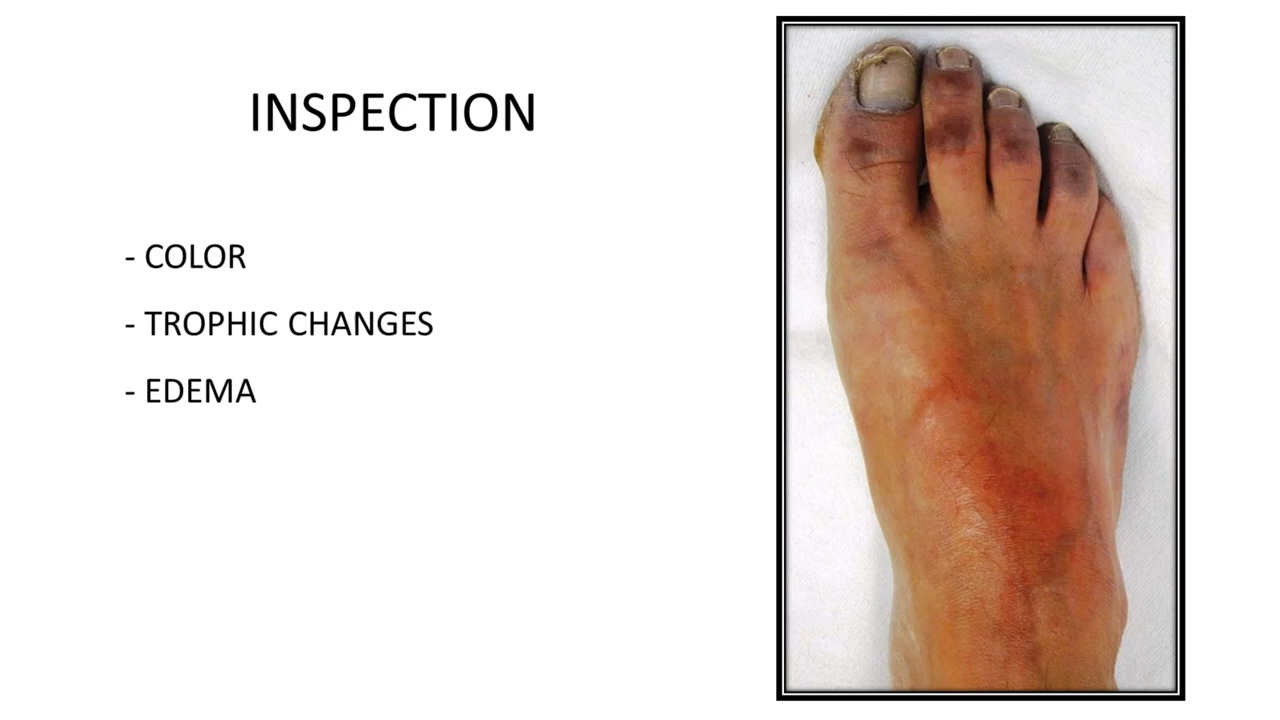 INSPECTION
- COLOR
- TROPHIC CHANGES
- EDEMA